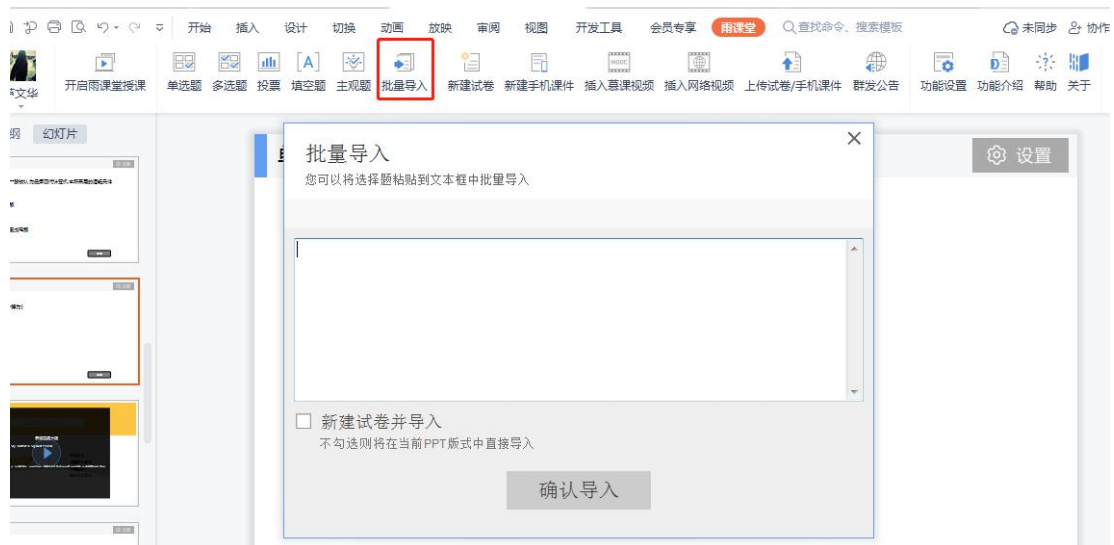 开始 插入 设计 切换 动画 放映 审阅 视图 开发工具 会员专享 雨课堂 查找命令、搜索模板 未同步 协作
文华 开启雨课堂授课 单选题 多选题 投票 填空题 主观题 批量导入 新建试卷 新建手机课件 插入慕课视频 插入网络视频 上传试卷/手机课件 群发公告 功能设置 功能介绍 帮助 关于
纲 幻灯片
批量导入
您可以将选择题粘贴到文本框中批量导入
设置
新建试卷并导入
不勾选则将在当前PPT版式中直接导入
确认导入